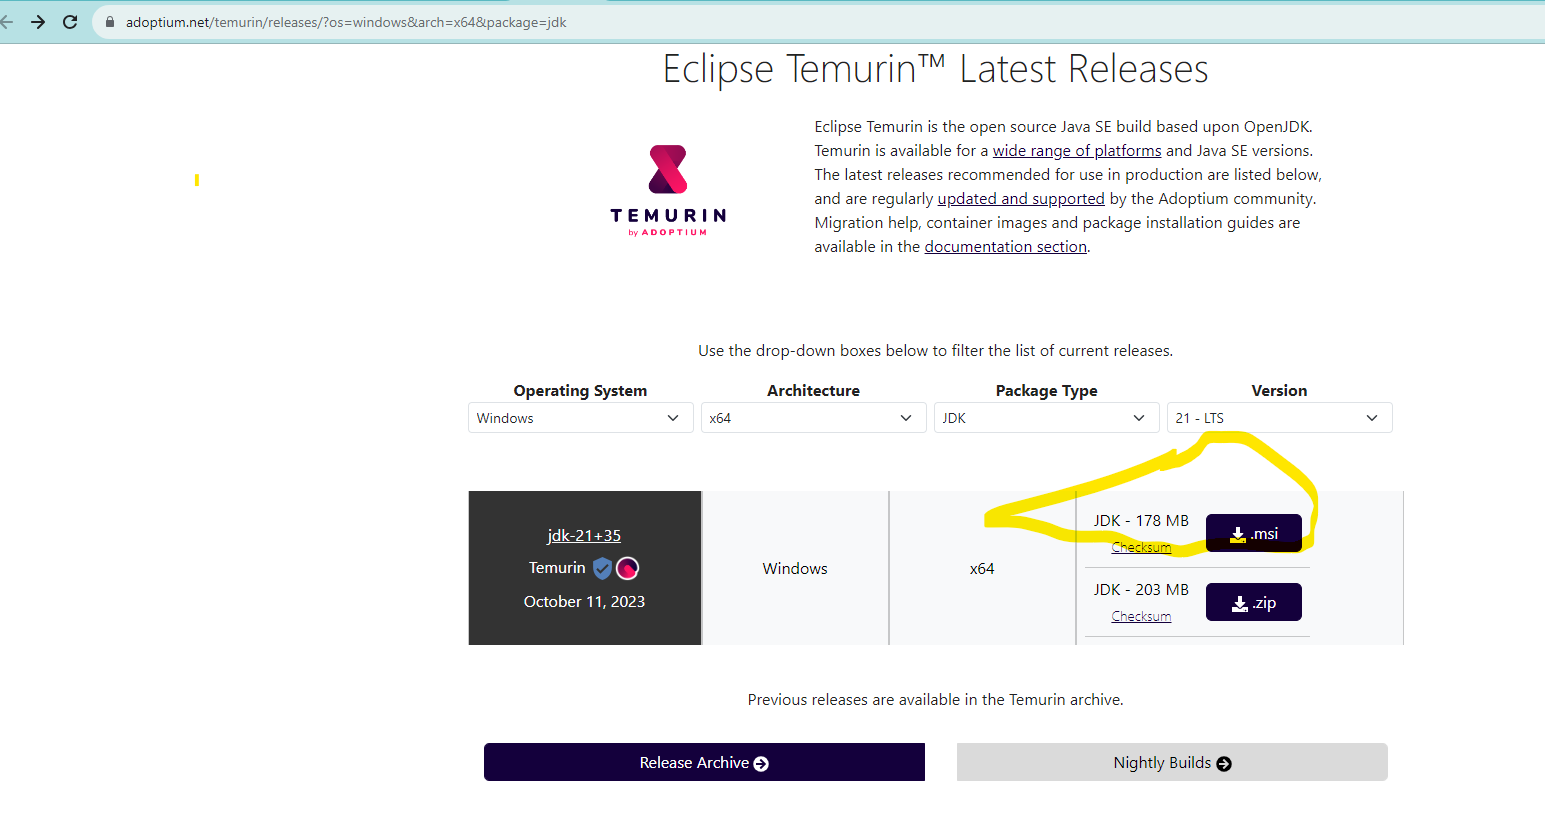 adoptium.net/temurin/releases/?os=windows&arch=x64&package=jdk
Eclipse Temurin™ Latest Releases
TEMURIN
by ADOPTIUM
Eclipse Temurin is the open source Java SE build based upon OpenJDK.
Temurin is available for a wide range of platforms and Java SE versions.
The latest releases recommended for use in production are listed below,
and are regularly updated and supported by the Adoptium community.
Migration help, container images and package installation guides are
available in the documentation section.
Use the drop-down boxes below to filter the list of current releases.
Operating System Architecture Package Type Version
Windows x64 JDK 21 - LTS
jdk-21+35
Temurin
October 11, 2023
Windows
x64
JDK - 178 MB
Checksum
.msi
JDK - 203 MB
Checksum
.zip
Previous releases are available in the Temurin archive.
Release Archive
Nightly Builds